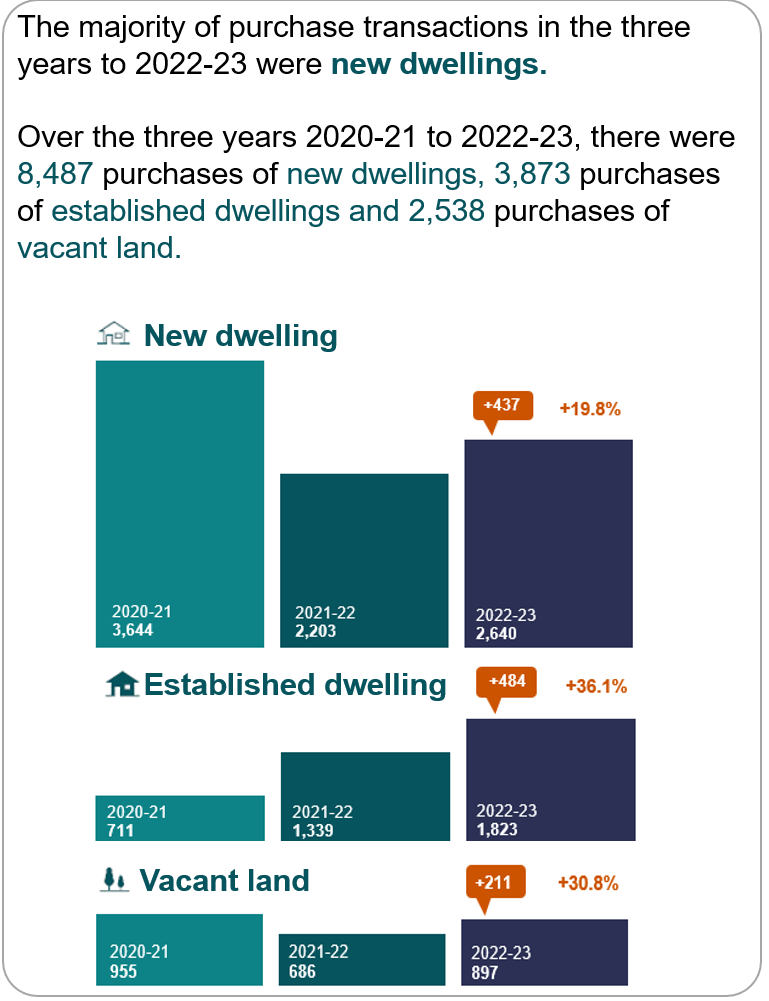 The majority of purchase transactions in the three
years to 2022-23 were new dwellings.
Over the three years 2020-21 to 2022-23, there were
8,487 purchases of new dwellings, 3,873 purchases
of established dwellings and 2,538 purchases of
vacant land.
New dwelling
+437
+19.8%
2020-21
3,644
2021-22
2,203
2022-23
2,640
Established dwelling
+484
+36.1%
2020-21
711
2021-22
1,339
2022-23
1,823
Vacant land
+211
+30.8%
2020-21
955
2021-22
686
2022-23
897